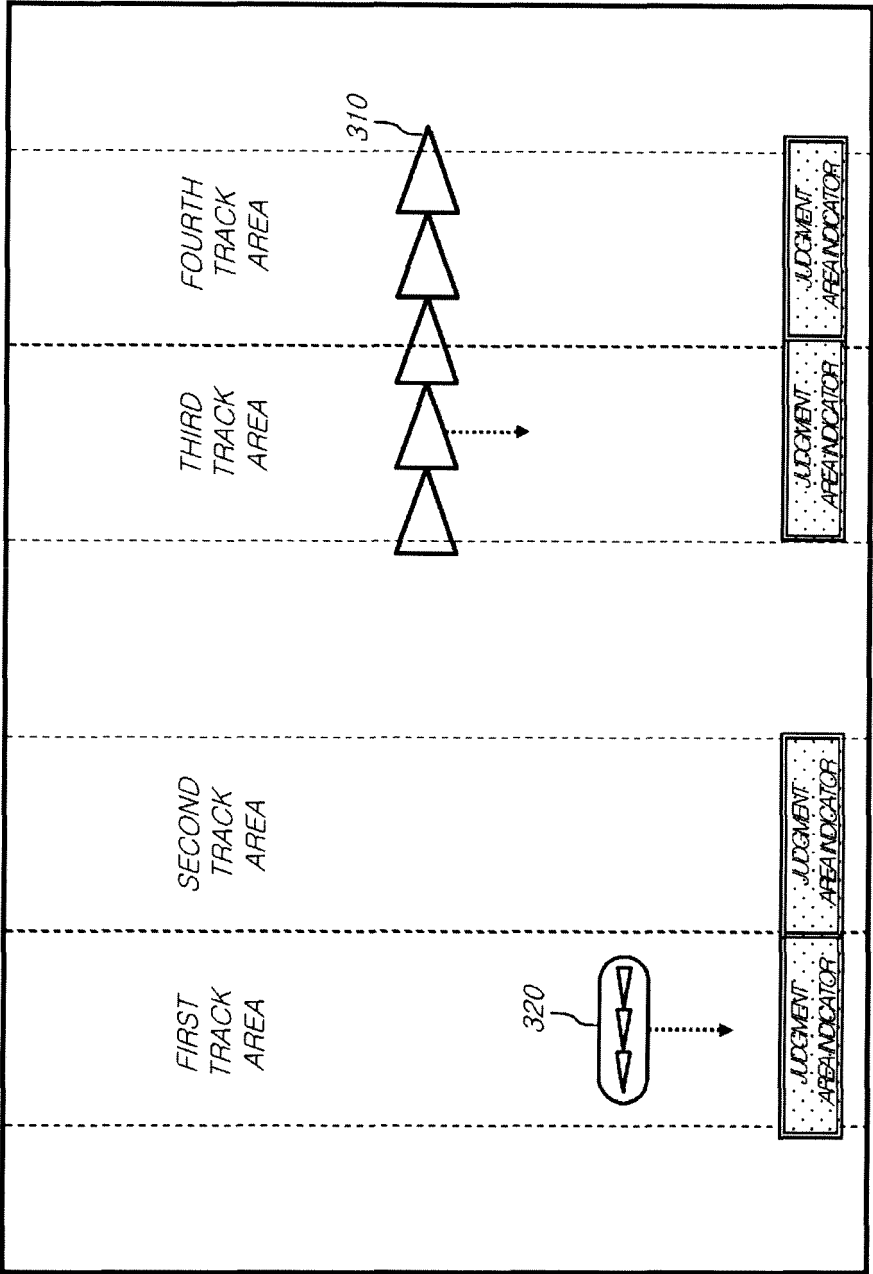 FIRST
TRACK
AREA
SECOND
TRACK
AREA
THIRD
TRACK
AREA
FOURTH
TRACK
AREA
310
320
JUDGMENT
AREA INDICATOR
JUDGMENT
AREA INDICATOR
JUDGMENT
AREA INDICATOR
JUDGMENT
AREA INDICATOR